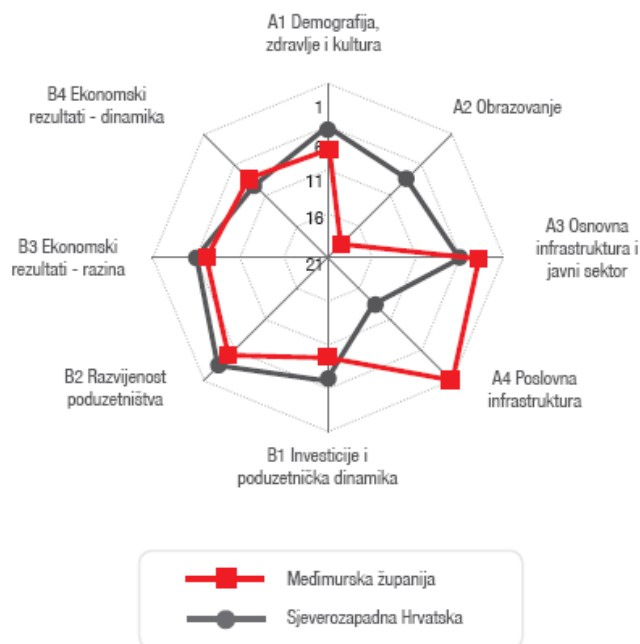 A1 Demografija,
zdravlje i kultura
B4 Ekonomski
rezultati - dinamika
A2 Obrazovanje
1
6
11
16
21
B3 Ekonomski
rezultati - razina
A3 Osnovna
infrastruktura i
javni sektor
B2 Razvijenost
poduzetništva
A4 Poslovna
infrastruktura
B1 Investicije i
poduzetnička dinamika
Međimurska županija
Sjeverozapadna Hrvatska